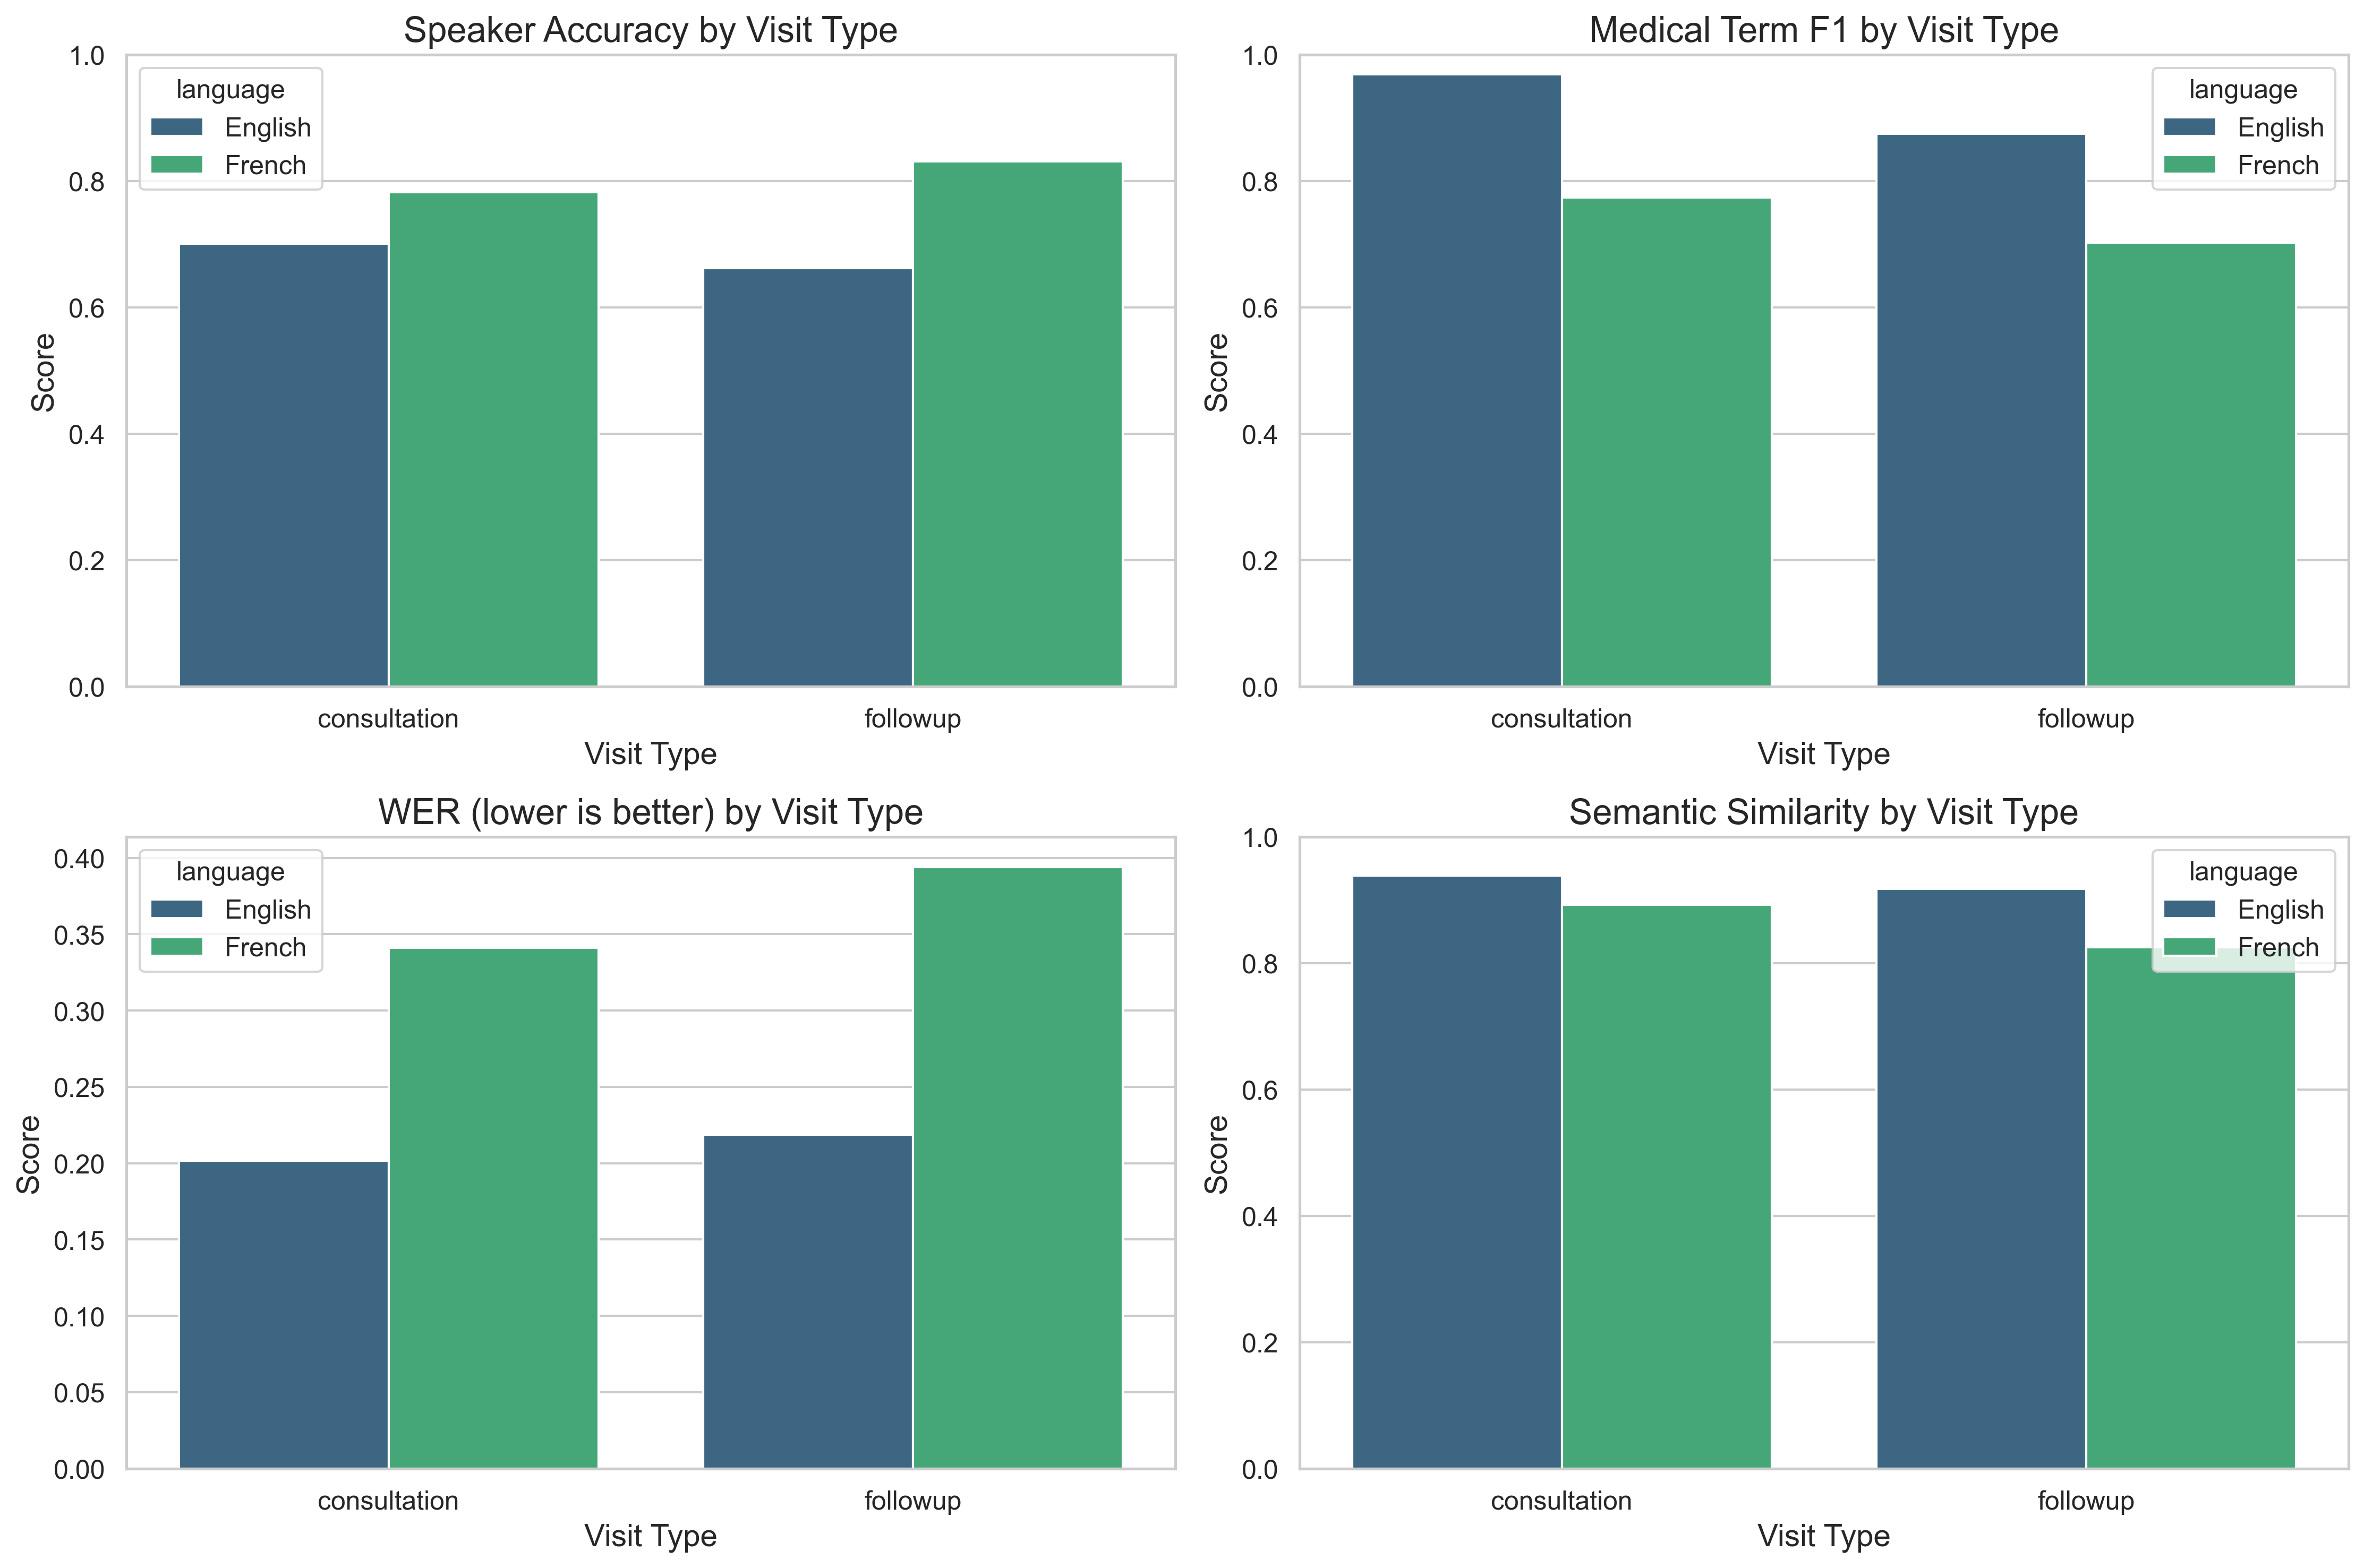 Speaker Accuracy by Visit Type
1.0
0.8
0.6
0.4
0.2
0.0
Score
language
English
French
consultation
followup
Visit Type
Medical Term F1 by Visit Type
1.0
0.8
0.6
0.4
0.2
0.0
Score
language
English
French
consultation
followup
Visit Type
WER (lower is better) by Visit Type
0.40
0.35
0.30
0.25
0.20
0.15
0.10
0.05
0.00
Score
language
English
French
consultation
followup
Visit Type
Semantic Similarity by Visit Type
1.0
0.8
0.6
0.4
0.2
0.0
Score
language
English
French
consultation
followup
Visit Type